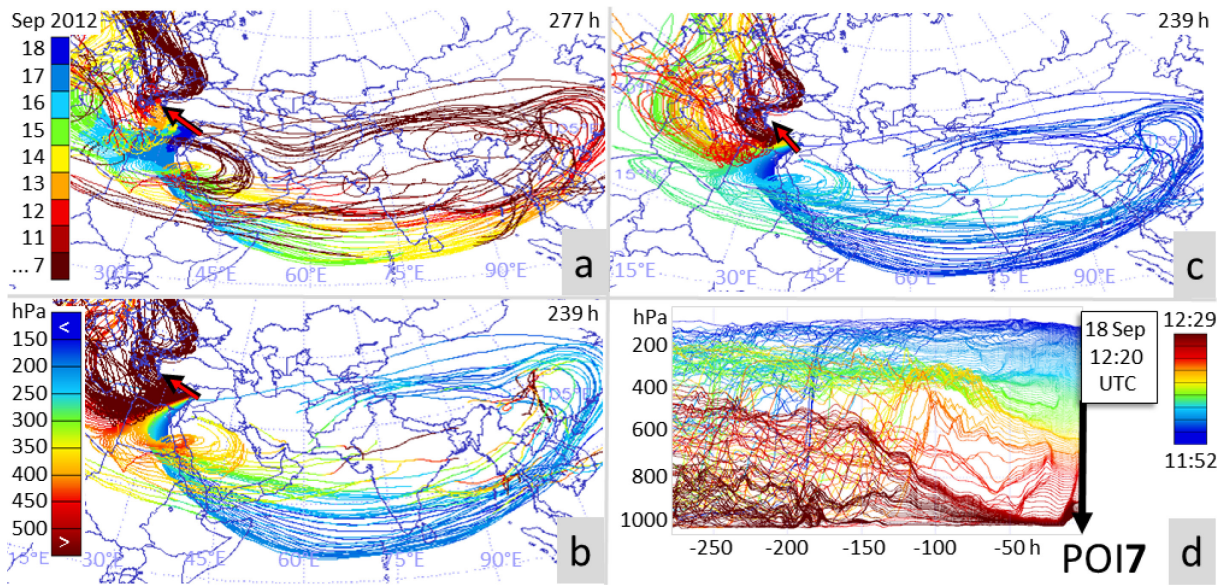 Sep 2012
277 h
18
17
16
15
14
13
12
11
... 7
30°E
45°E
60°E
75°E
90°E
a
239 h
15°N
15°E
30°E
45°E
60°E
75°E
90°E
c
hPa
239 h
<
150
200
250
300
350
400
450
500
>
15°E
30°E
45°E
60°E
75°E
90°E
b
hPa
200
400
600
800
1000
-250
-200
-150
-100
-50 h
18 Sep
12:20
UTC
12:29
11:52
POI7
d